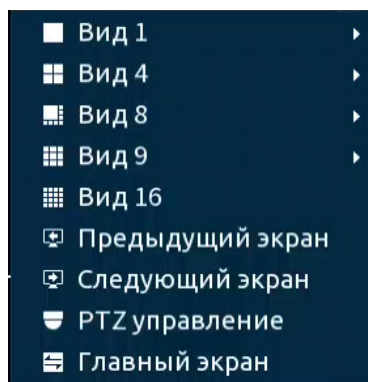 Вид 1
Вид 4
Вид 8
Вид 9
Вид 16
Предыдущий экран
Следующий экран
PTZ управление
Главный экран